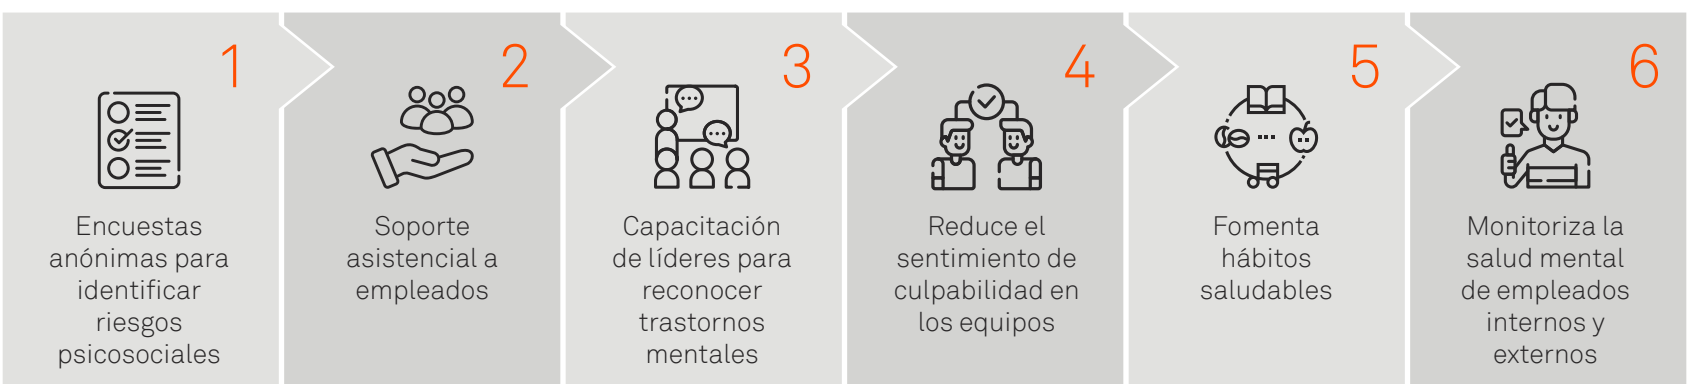 1
Encuestas
anónimas para
identificar
riesgos
psicosociales
2
Soporte
asistencial a
empleados
3
Capacitación
de líderes para
reconocer
trastornos
mentales
4
Reduce el
sentimiento de
culpabilidad en
los equipos
5
Fomenta
hábitos
saludables
6
Monitoriza la
salud mental
de empleados
internos y
externos